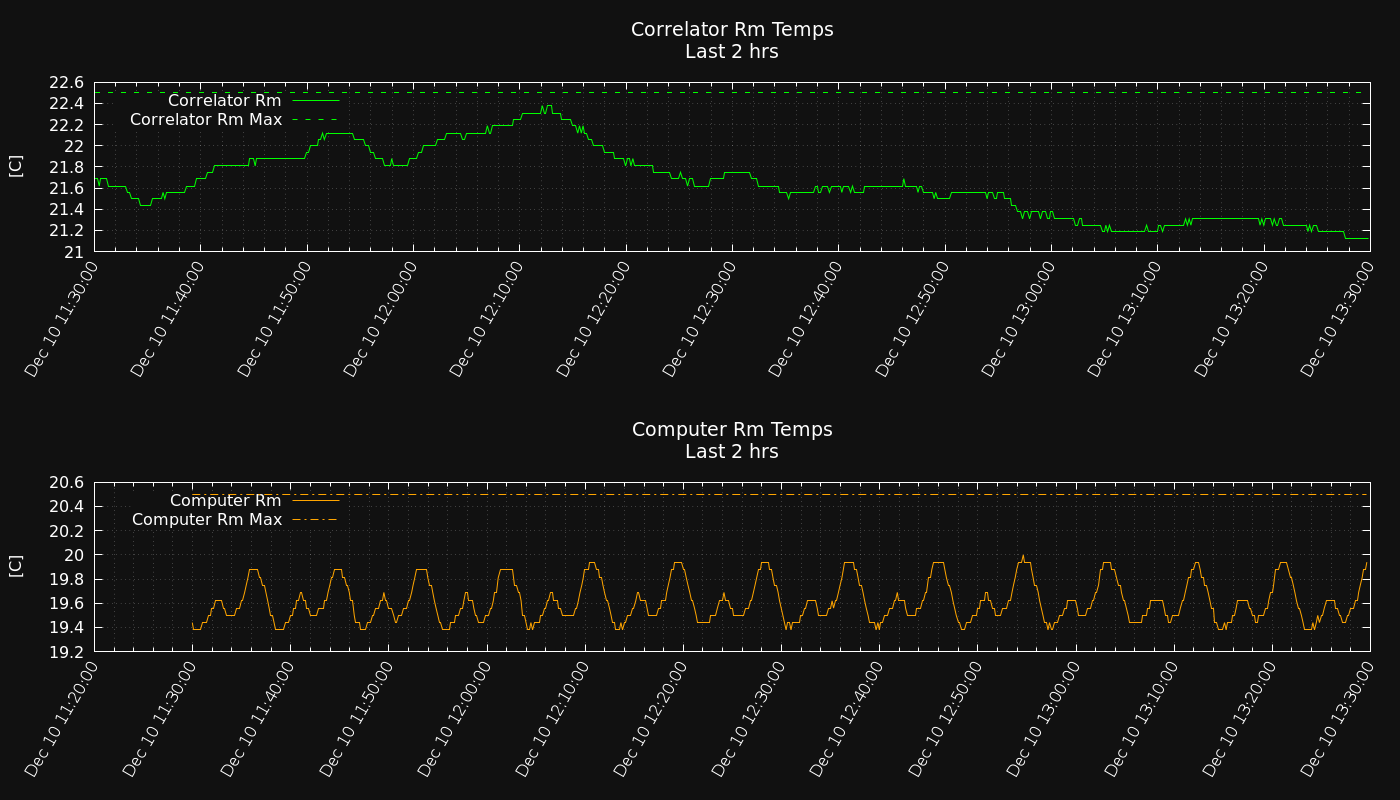 Correlator Rm Temps
Last 2 hrs
22.6
22.4
22.2
22
21.8
21.6
21.4
21.2
21
[C]
Correlator Rm
Correlator Rm Max
Dec 10 11:30:00
Dec 10 11:40:00
Dec 10 11:50:00
Dec 10 12:00:00
Dec 10 12:10:00
Dec 10 12:20:00
Dec 10 12:30:00
Dec 10 12:40:00
Dec 10 12:50:00
Dec 10 13:00:00
Dec 10 13:10:00
Dec 10 13:20:00
Dec 10 13:30:00
Computer Rm Temps
Last 2 hrs
20.6
20.4
20.2
20
19.8
19.6
19.4
19.2
[C]
Computer Rm
Computer Rm Max
Dec 10 11:20:00
Dec 10 11:30:00
Dec 10 11:40:00
Dec 10 11:50:00
Dec 10 12:00:00
Dec 10 12:10:00
Dec 10 12:20:00
Dec 10 12:30:00
Dec 10 12:40:00
Dec 10 12:50:00
Dec 10 13:00:00
Dec 10 13:10:00
Dec 10 13:20:00
Dec 10 13:30:00